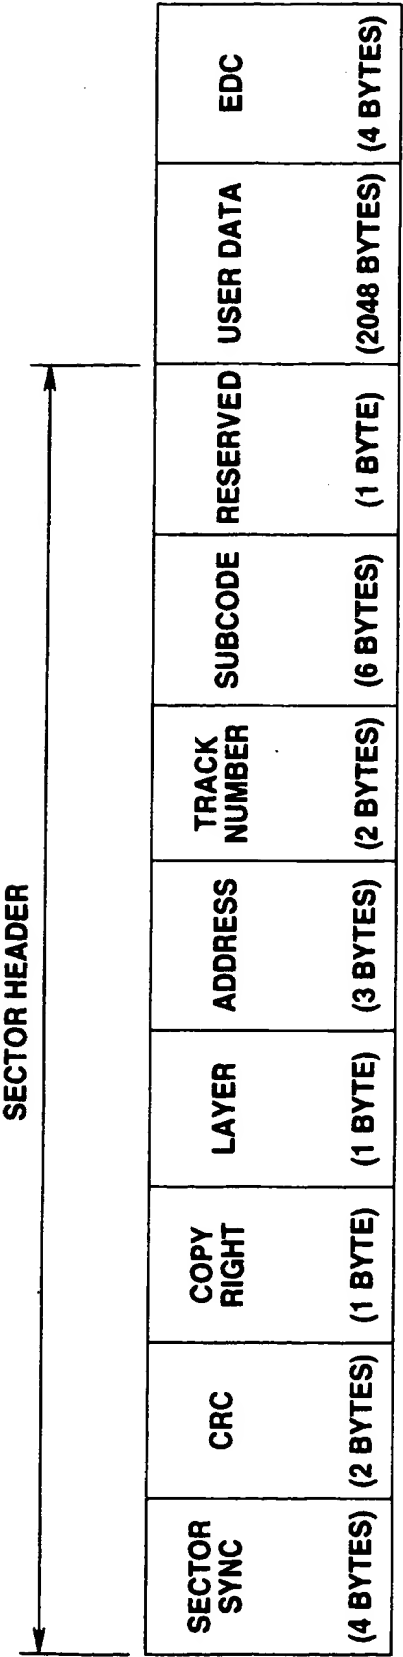 SECTOR HEADER
SECTOR
SYNC
(4 BYTES)
CRC
(2 BYTES)
COPY
RIGHT
(1 BYTE)
LAYER
(1 BYTE)
ADDRESS
(3 BYTES)
TRACK
NUMBER
(2 BYTES)
SUBCODE
(6 BYTES)
RESERVED
(1 BYTE)
USER DATA
(2048 BYTES)
EDC
(4 BYTES)